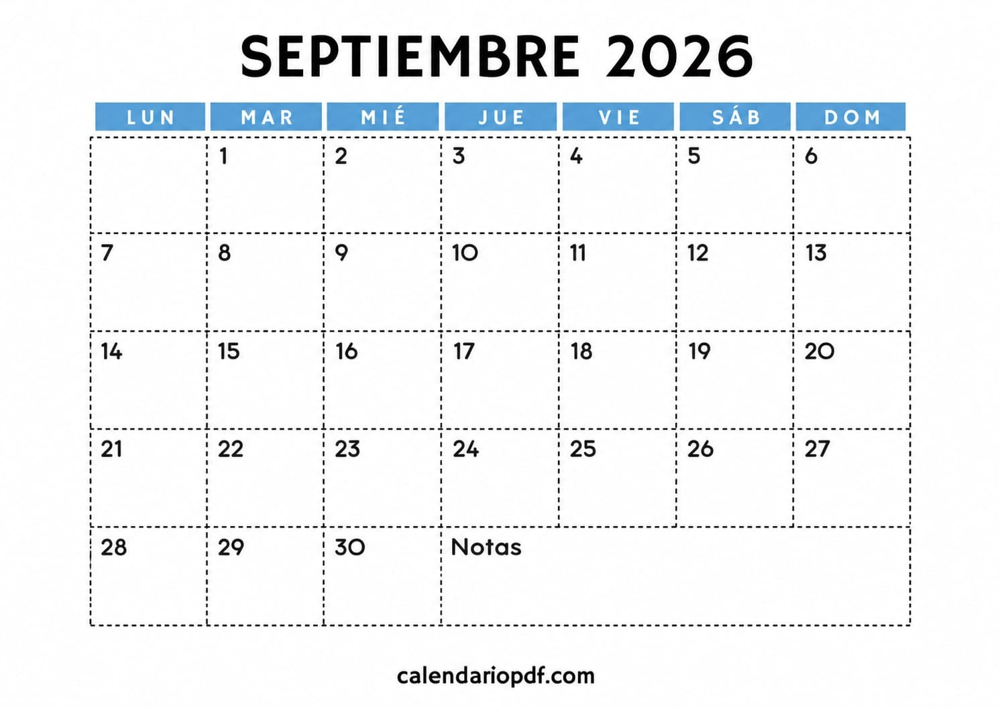 SEPTIEMBRE 2026
LUN MAR MIÉ JUE VIE SÁB DOM
1 2 3 4 5 6
7 8 9 10 11 12 13
14 15 16 17 18 19 20
21 22 23 24 25 26 27
28 29 30 Notas
calendariopdf.com